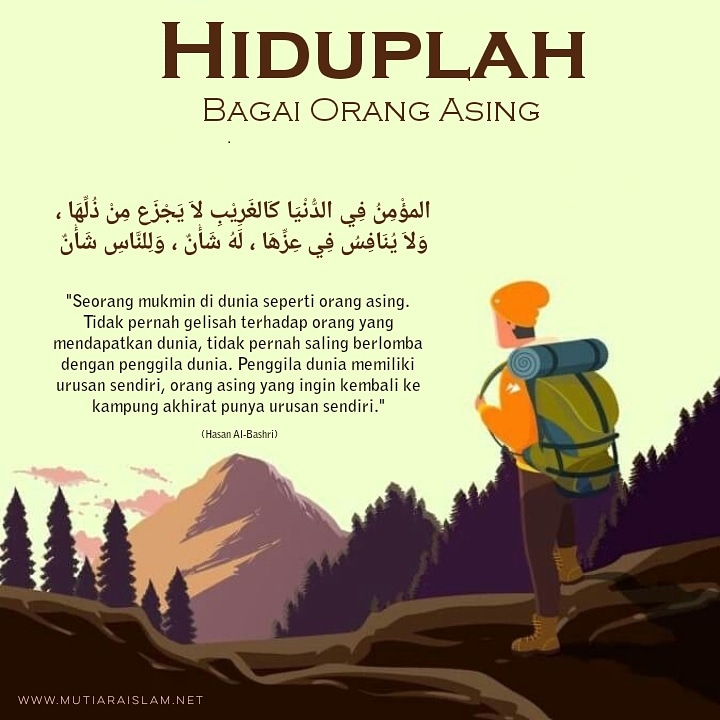 HIDUPLAH
BAGAI ORANG ASING
المؤْمِنُ فِي الدُّنْيَا كَالغَرِيْبِ لاَ يَجْزَع مِنْ ذُلِّهَا ،
وَلاَ يُنَافِسُ فِي عِزِّهَا ، لَهُ شَأْنٌ ، وَلِلنَّاسِ شَأْنٌ
"Seorang mukmin di dunia seperti orang asing.
Tidak pernah gelisah terhadap orang yang
mendapatkan dunia, tidak pernah saling berlomba
dengan penggila dunia. Penggila dunia memiliki
urusan sendiri, orang asing yang ingin kembali ke
kampung akhirat punya urusan sendiri."
(Hasan Al-Bashri)
WWW.MUTIARAISLAM.NET